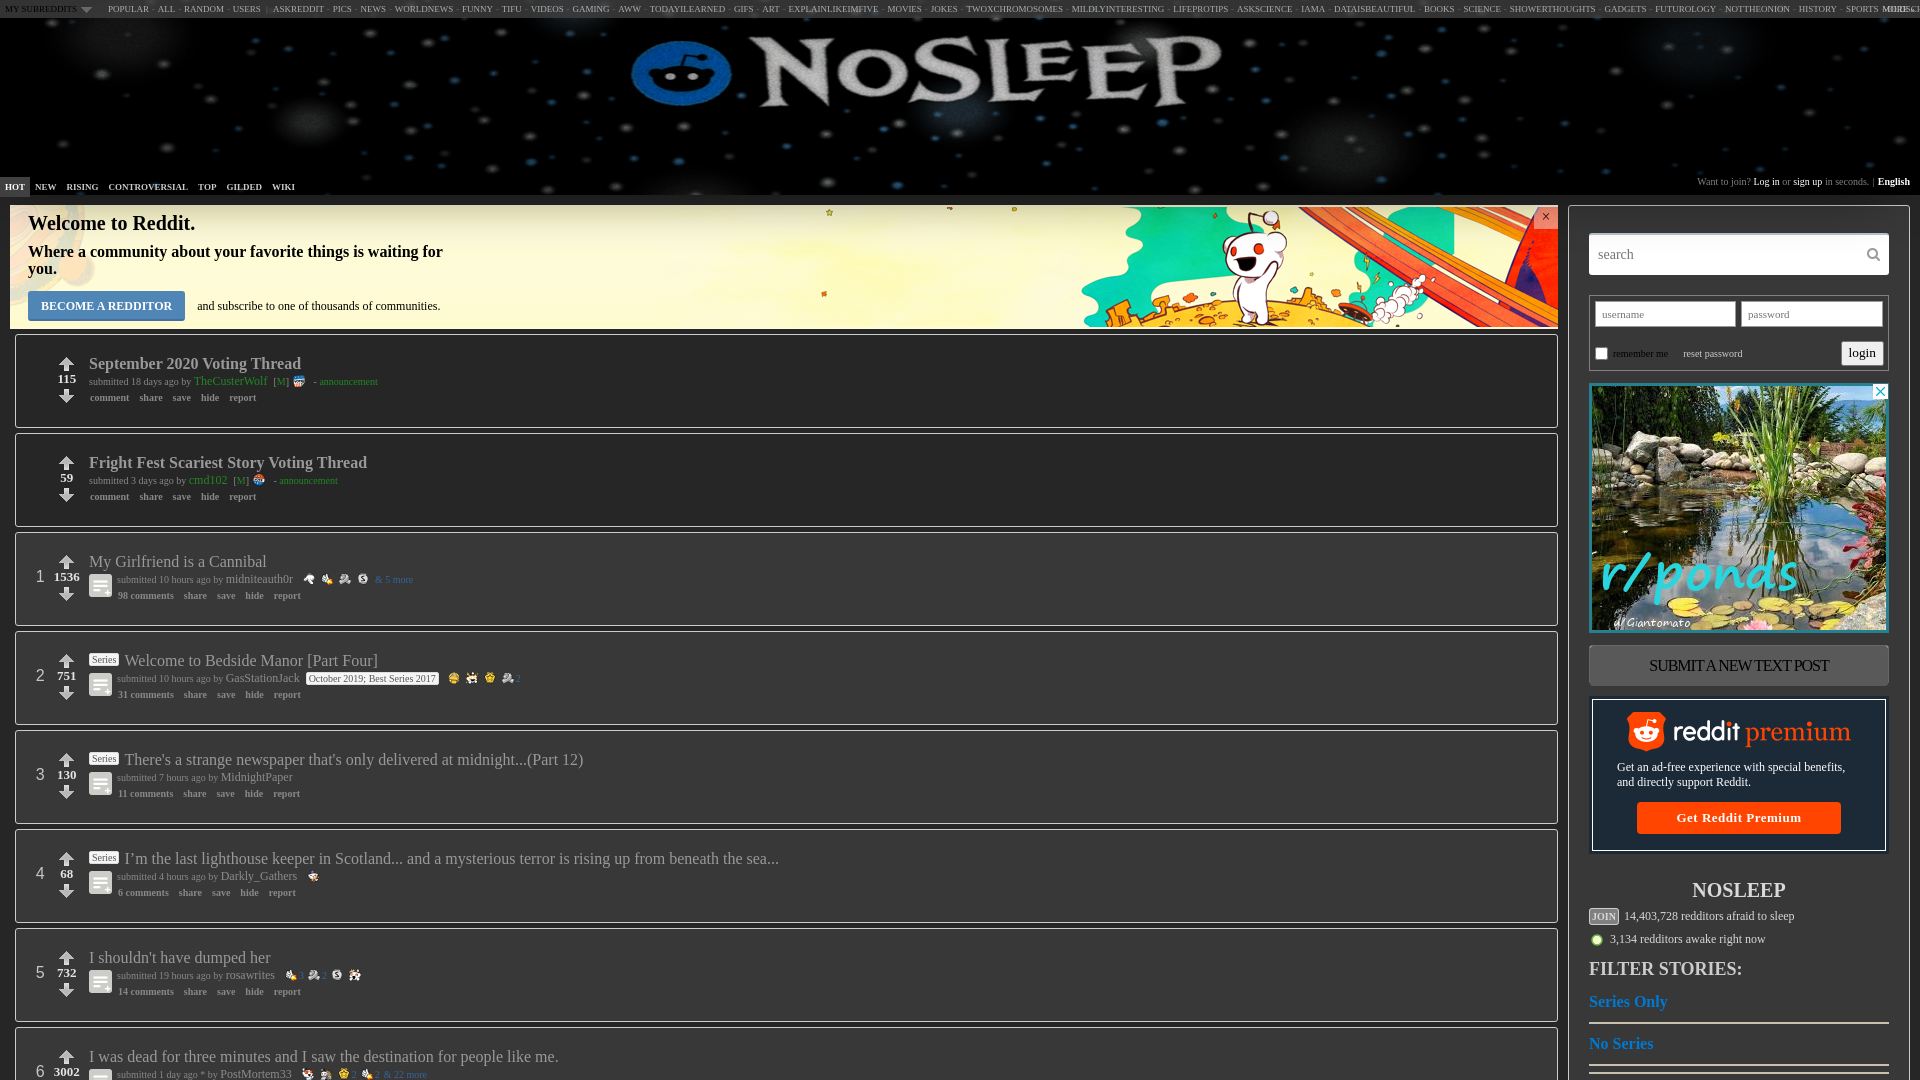 MY SUBREDDITS POPULAR - ALL - RANDOM - USERS | ASKREDDIT - PICS - NEWS - WORLDNEWS - FUNNY - TIFU - VIDEOS - GAMING - AWW - TODAYILEARNED - GIFS - ART - EXPLAINLIKEIMFIVE - MOVIES - JOKES - TWOXCHROMOSOMES - MILDLYINTERESTING - LIFEPROTIPS - ASKSCIENCE - IAMA - DATAISBEAUTIFUL - BOOKS - SCIENCE - SHOWERTHOUGHTS - GADGETS - FUTUROLOGY - NOTTHEONION - HISTORY - SPORTS
NOSLEEP
HOT NEW RISING CONTROVERSIAL TOP GILDED WIKI
Want to join? Log in or sign up in seconds. | English
Welcome to Reddit.
Where a community about your favorite things is waiting for
you.
BECOME A REDDITOR and subscribe to one of thousands of communities.
×
September 2020 Voting Thread
115
submitted 18 days ago by TheCusterWolf [M] - announcement
comment share save hide report
Fright Fest Scariest Story Voting Thread
59
submitted 3 days ago by cmd102 [M] - announcement
comment share save hide report
My Girlfriend is a Cannibal
1 1536
submitted 10 hours ago by midniteauth0r & 5 more
98 comments share save hide report
Series Welcome to Bedside Manor [Part Four]
2 751
submitted 10 hours ago by GasStationJack October 2019; Best Series 2017 2
31 comments share save hide report
Series There's a strange newspaper that's only delivered at midnight...(Part 12)
3 130
submitted 7 hours ago by MidnightPaper
11 comments share save hide report
Series I’m the last lighthouse keeper in Scotland... and a mysterious terror is rising up from beneath the sea...
4 68
submitted 4 hours ago by Darkly_Gathers
6 comments share save hide report
I shouldn't have dumped her
5 732
submitted 19 hours ago by rosawrites 3 2
14 comments share save hide report
I was dead for three minutes and I saw the destination for people like me.
6 3002
submitted 1 day ago * by PostMortem33 2 2 & 22 more
search
username password
remember me reset password login
r/ponds
u/Giantomato
SUBMIT A NEW TEXT POST
reddit premium
Get an ad-free experience with special benefits,
and directly support Reddit.
Get Reddit Premium
NOSLEEP
JOIN 14,403,728 redditors afraid to sleep
3,134 redditors awake right now
FILTER STORIES:
Series Only
No Series